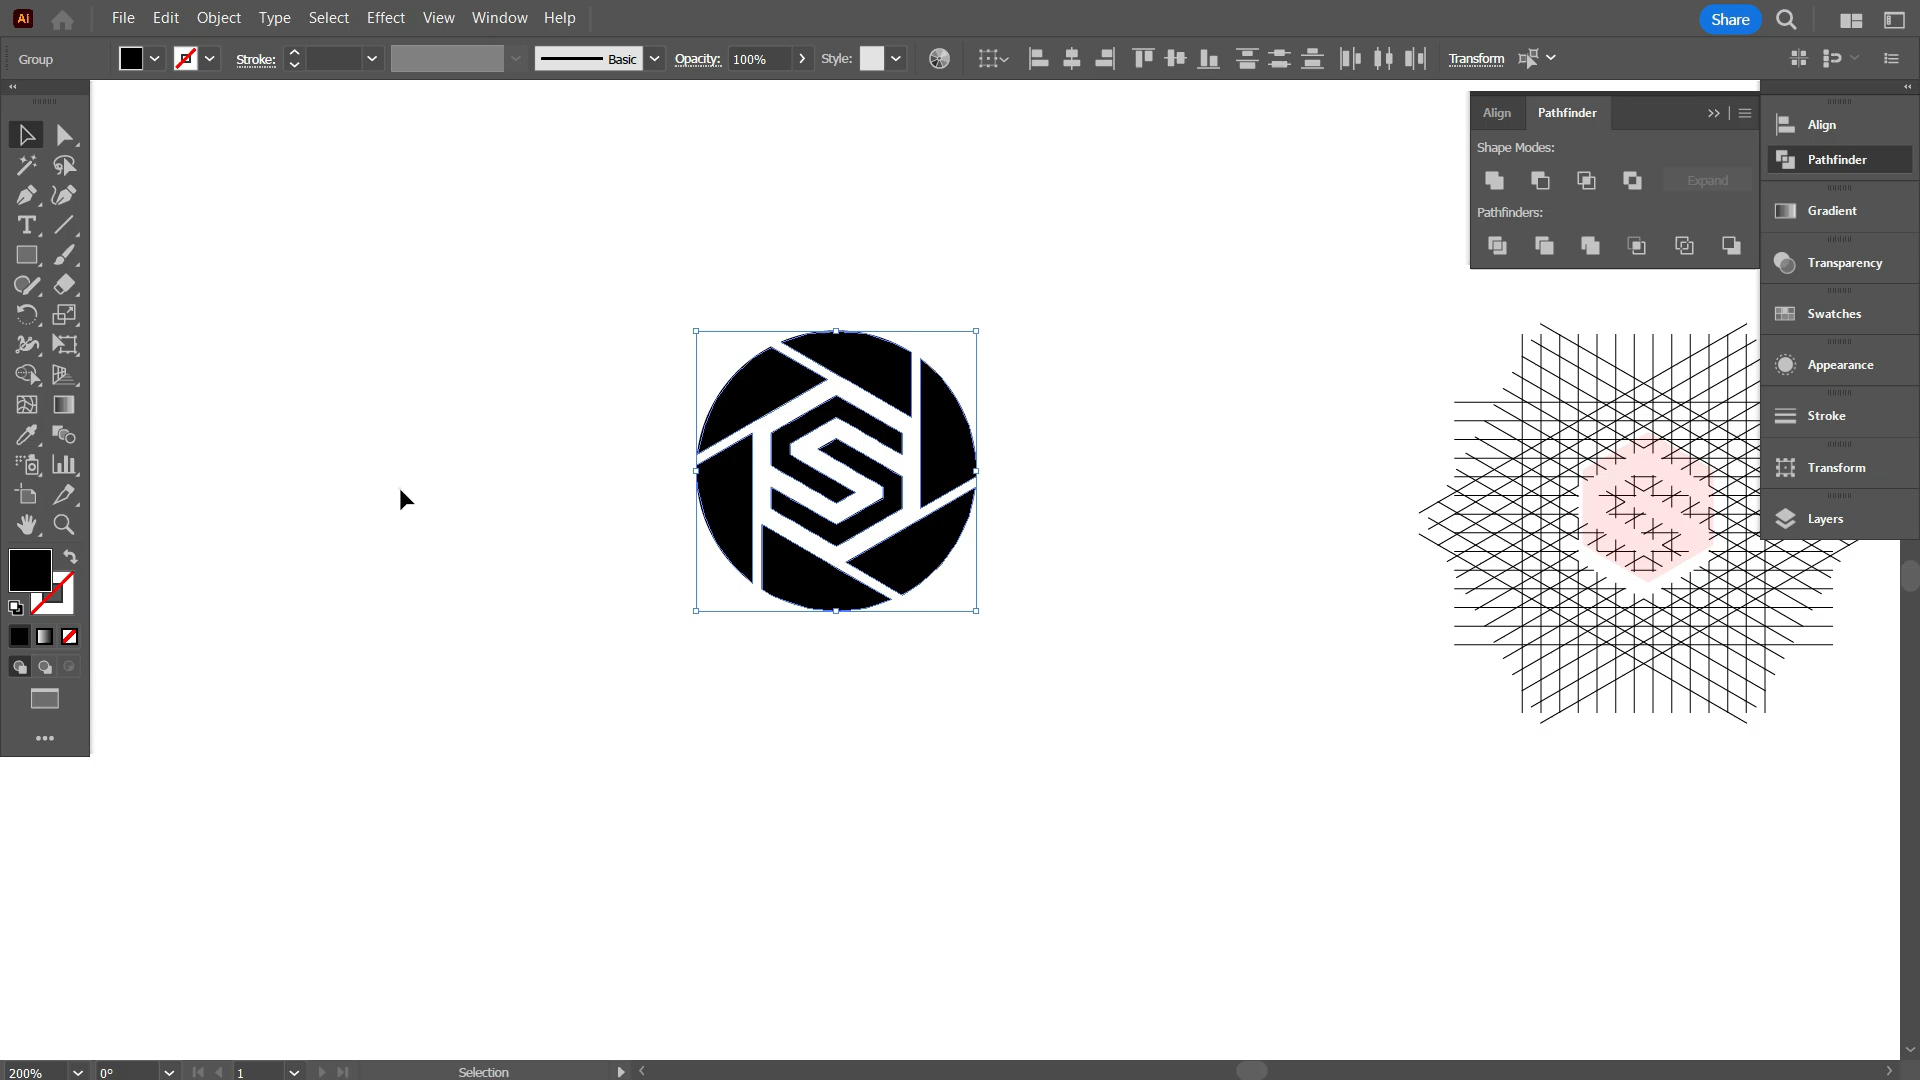 Ai File Edit Object Type Select Effect View Window Help Share
Group Stroke: Basic Opacity: 100% Style: Transform
Align Pathfinder
Shape Modes:
Expand
Pathfinders:
Align
Pathfinder
Gradient
Transparency
Swatches
Appearance
Stroke
Transform
Layers
S
200% 0° 1 Selection